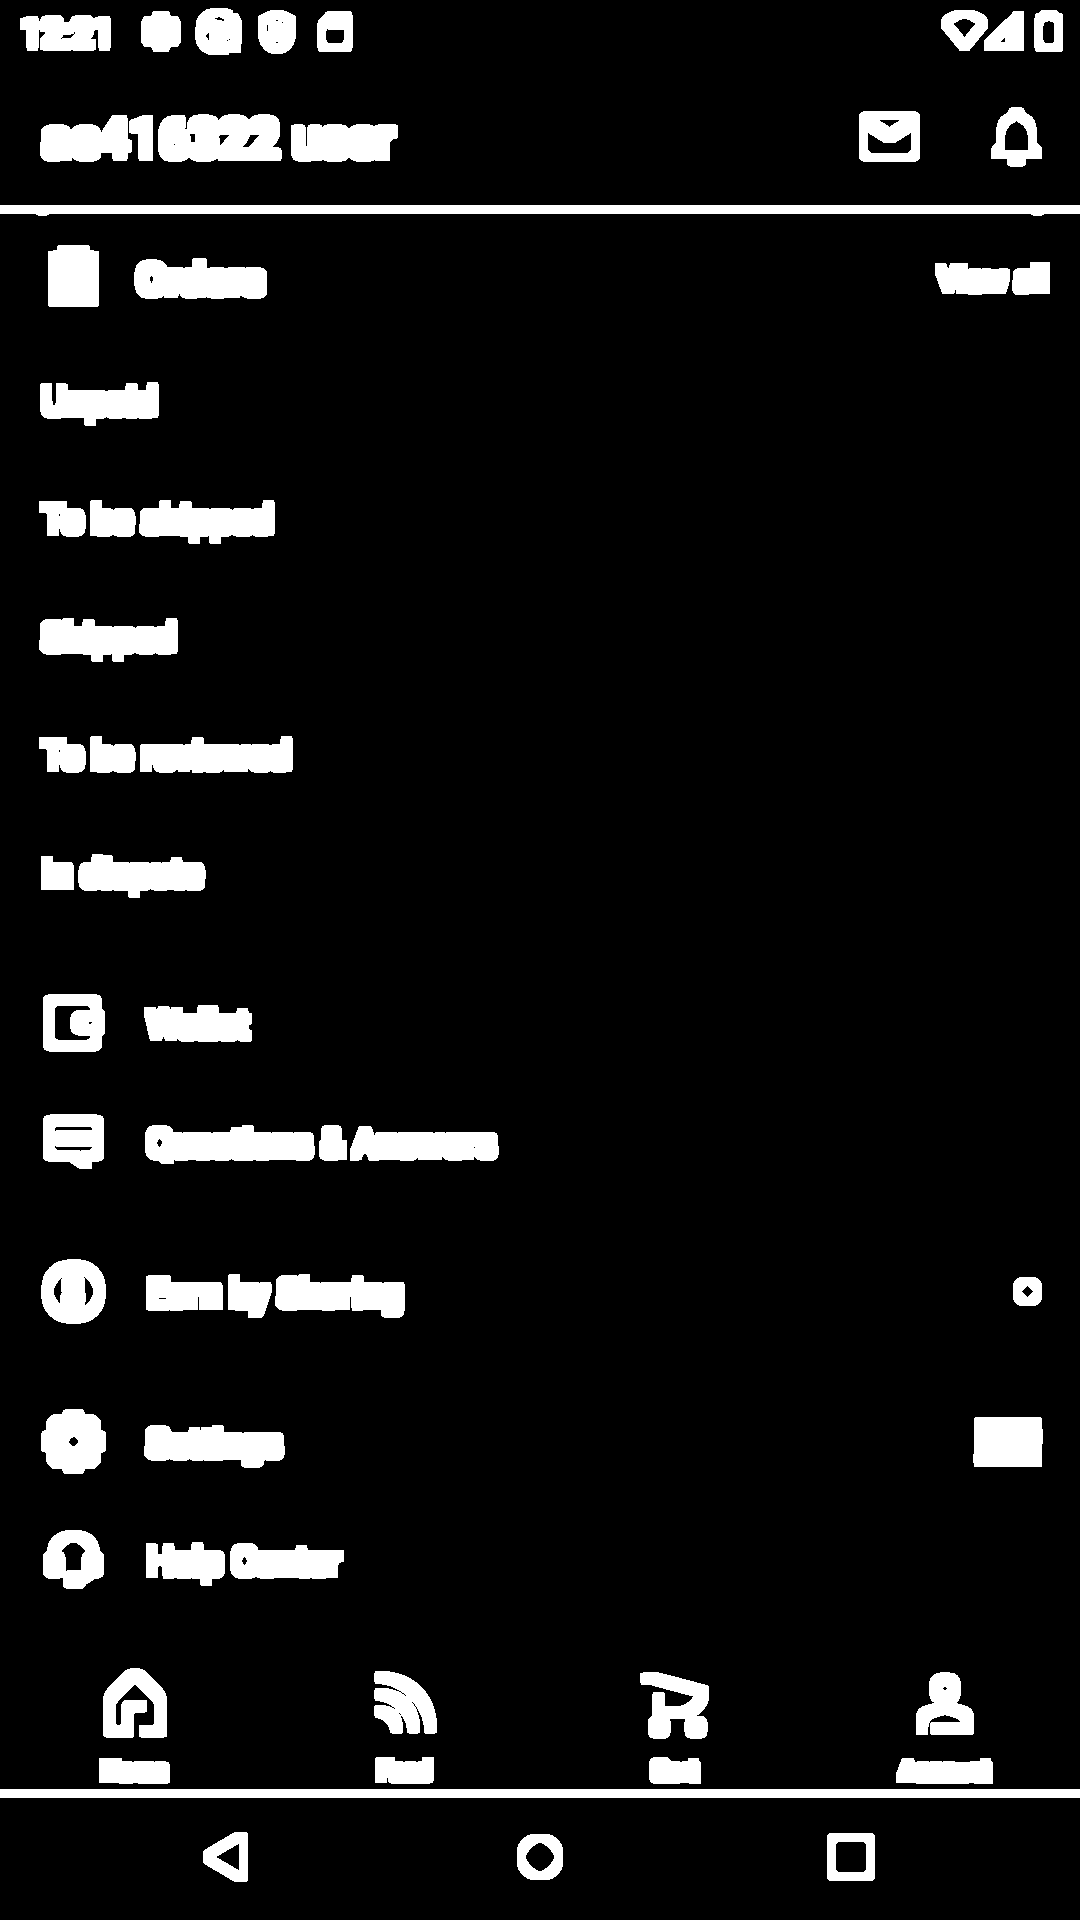 12:21
ae416322 user
Orders
View all
Unpaid
To be shipped
Shipped
To be reviewed
In dispute
Wallet
Questions & Answers
Earn by Sharing
Settings
Help Center
Home Feed Cart Account